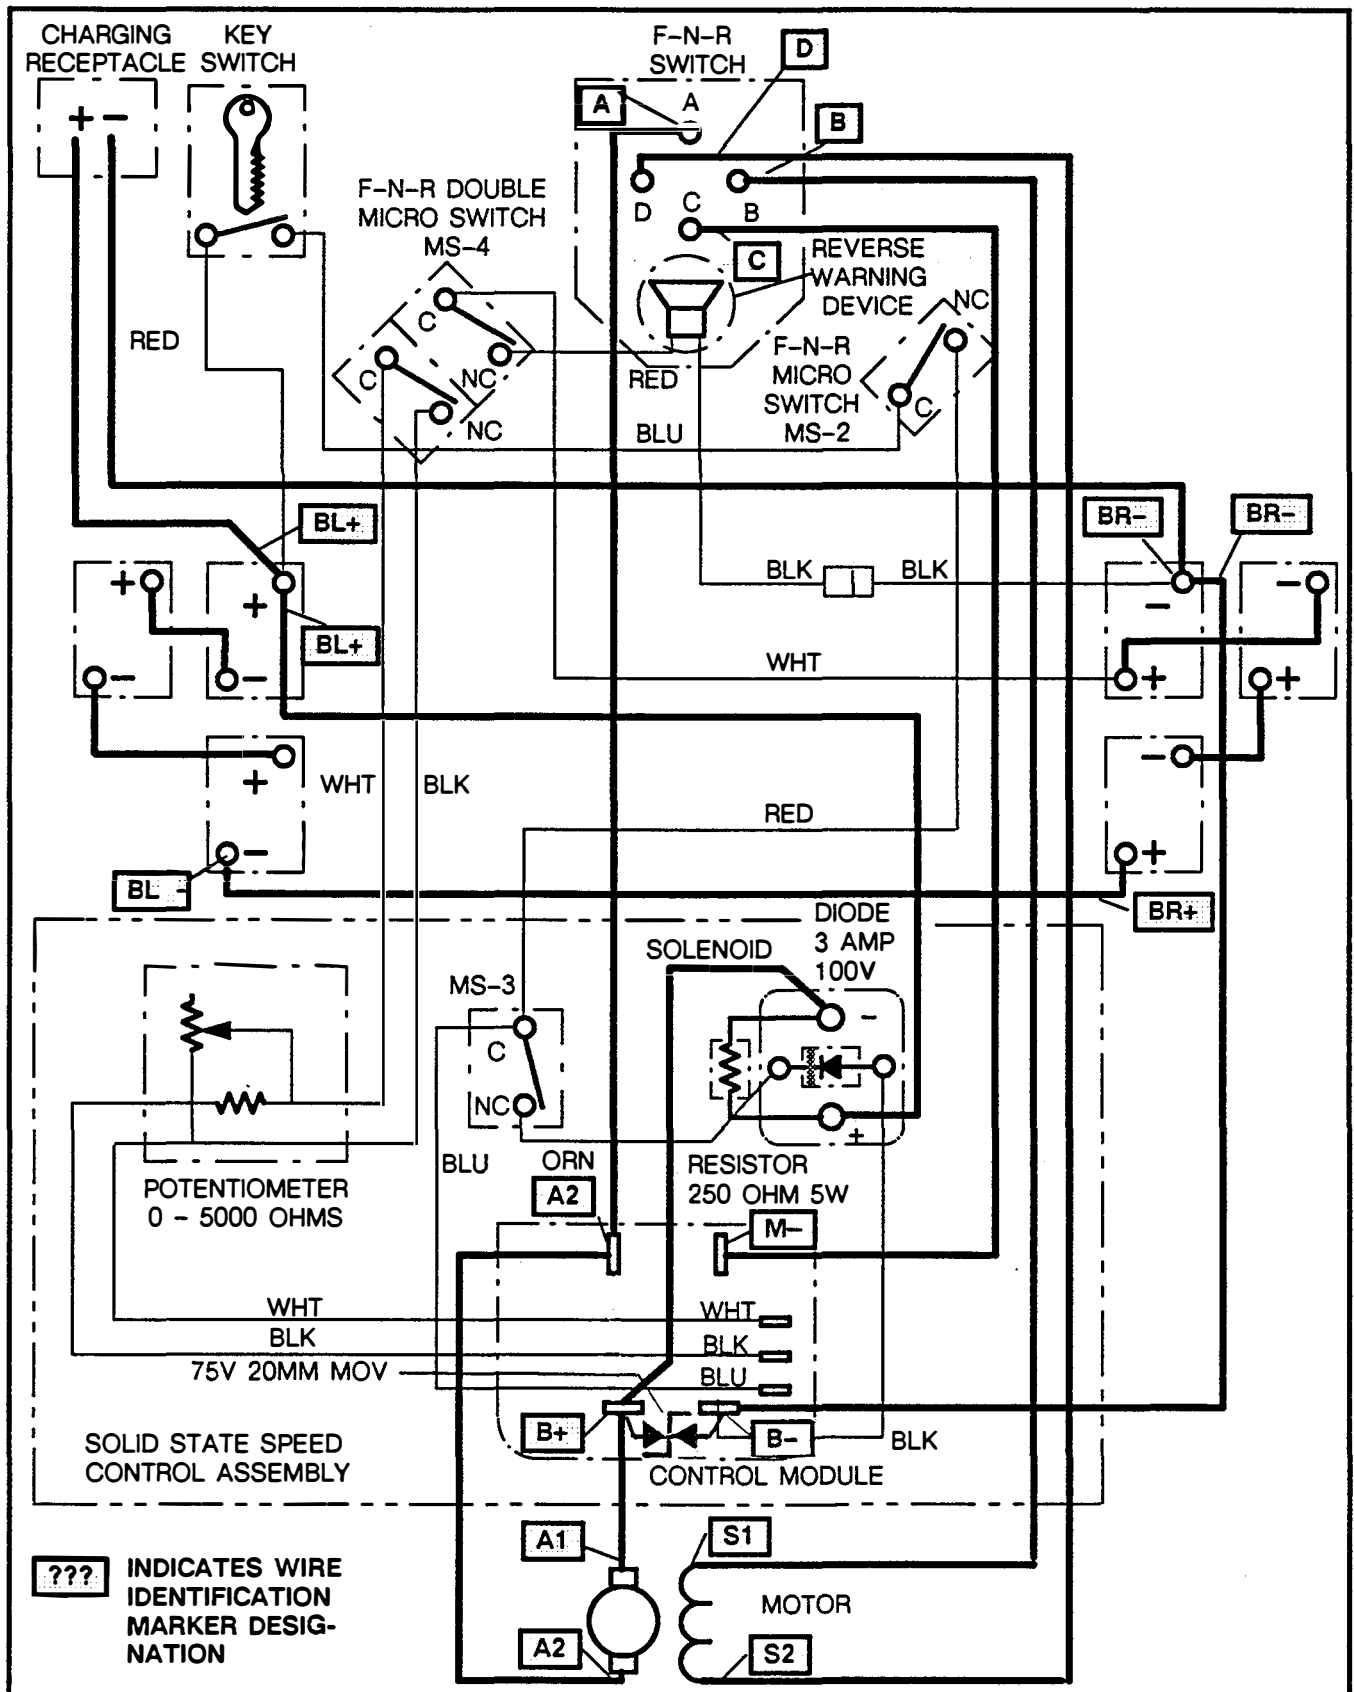 CHARGING
RECEPTACLE
KEY
SWITCH
F-N-R
SWITCH
D
+ -
A
A
B
D
C
B
F-N-R DOUBLE
MICRO SWITCH
MS-4
C
REVERSE
WARNING
DEVICE
NC
C
RED
C
NC
RED
F-N-R
MICRO
SWITCH
MS-2
C
NC
BLU
BL+
BR-
BR-
BLK
BLK
+
+
-
-
BL+
-
-
WHT
+
+
+
WHT
BLK
-
RED
-
+
BL -
BR+
DIODE
3 AMP
100V
SOLENOID
MS-3
-
C
NC
+
BLU
ORN
A2
RESISTOR
250 OHM 5W
POTENTIOMETER
0 - 5000 OHMS
M-
WHT
WHT
BLK
BLK
75V 20MM MOV
BLU
B+
B-
BLK
SOLID STATE SPEED
CONTROL ASSEMBLY
CONTROL MODULE
A1
S1
???
INDICATES WIRE
IDENTIFICATION
MARKER DESIG-
NATION
MOTOR
A2
S2